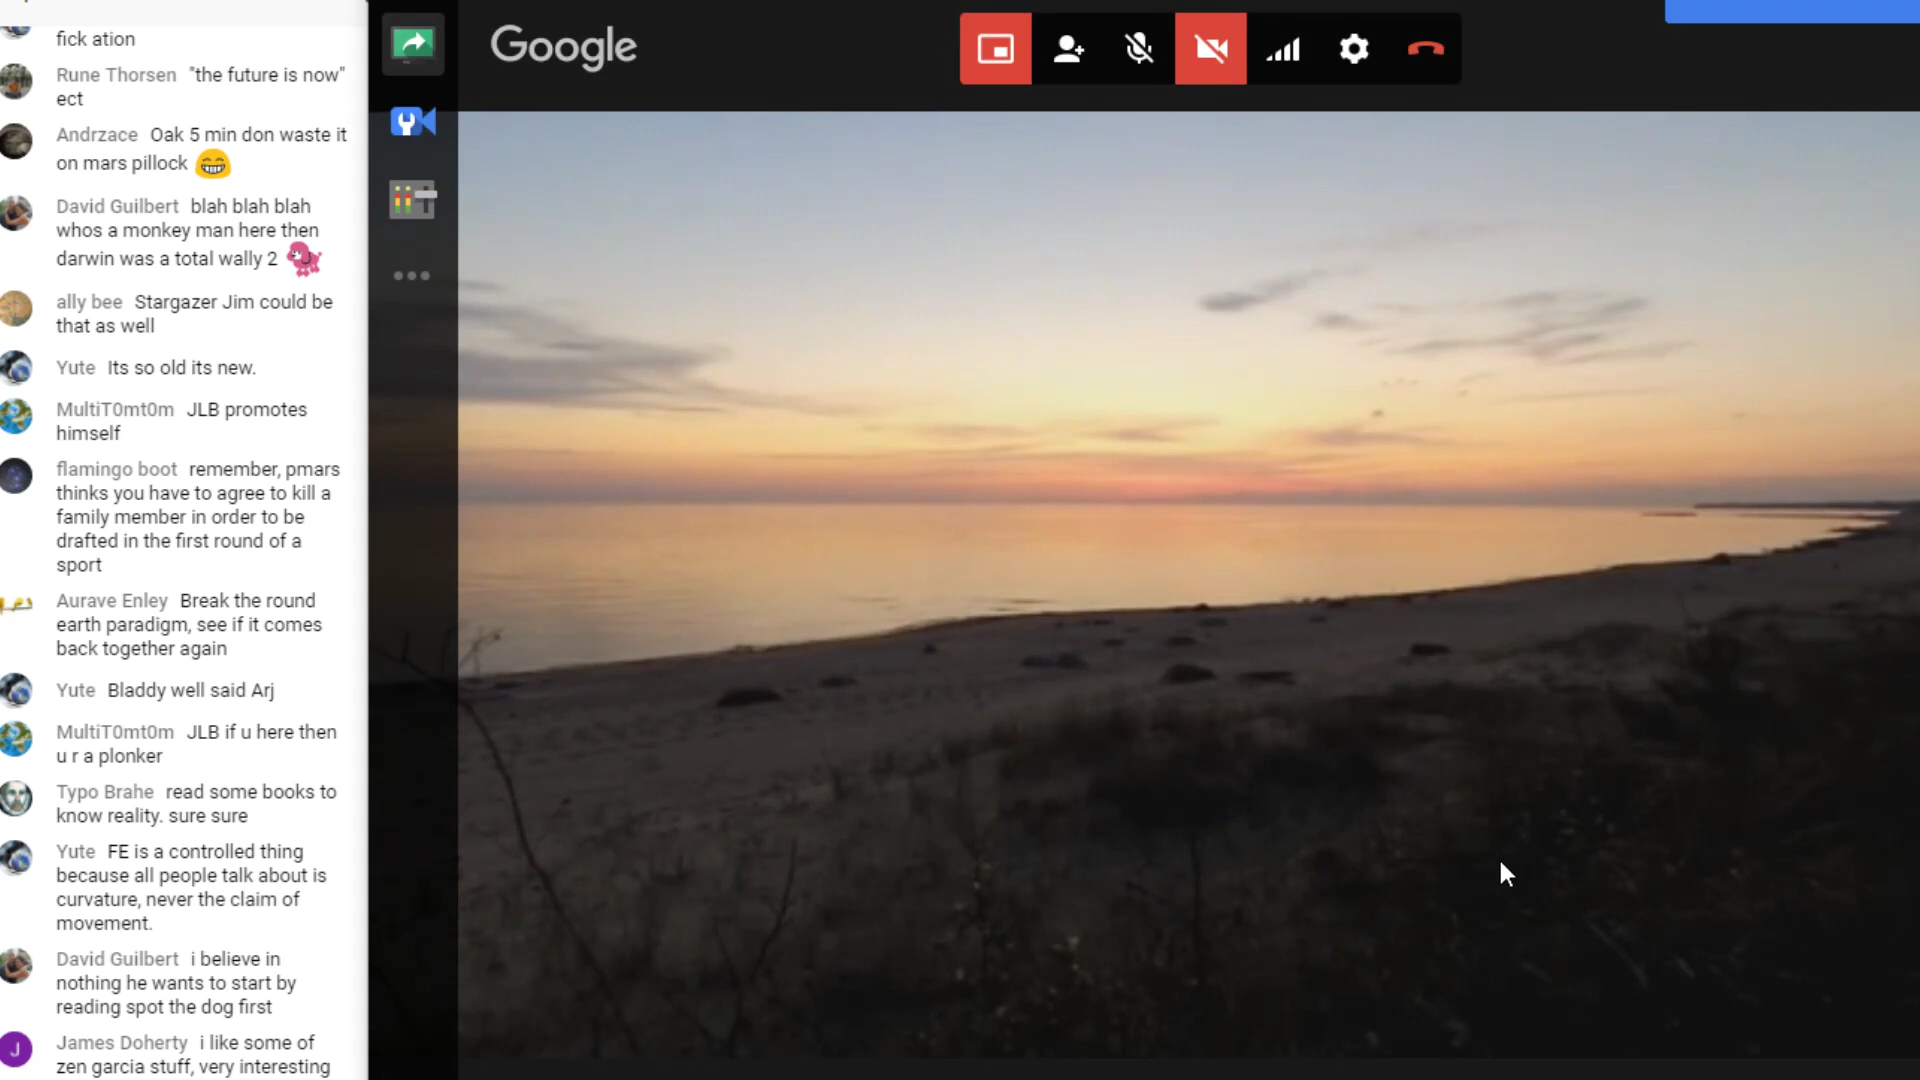 fick ation
Rune Thorsen "the future is now"
ect
Andrzace Oak 5 min don waste it
on mars pillock
David Guilbert blah blah blah
whos a monkey man here then
darwin was a total wally 2
ally bee Stargazer Jim could be
that as well
Yute Its so old its new.
MultiT0mt0m JLB promotes
himself
flamingo boot remember, pmars
thinks you have to agree to kill a
family member in order to be
drafted in the first round of a
sport
Aurave Enley Break the round
earth paradigm, see if it comes
back together again
Yute Bladdy well said Arj
MultiT0mt0m JLB if u here then
u r a plonker
Typo Brahe read some books to
know reality. sure sure
Yute FE is a controlled thing
because all people talk about is
curvature, never the claim of
movement.
David Guilbert i believe in
nothing he wants to start by
reading spot the dog first
J James Doherty i like some of
zen garcia stuff, very interesting
Google